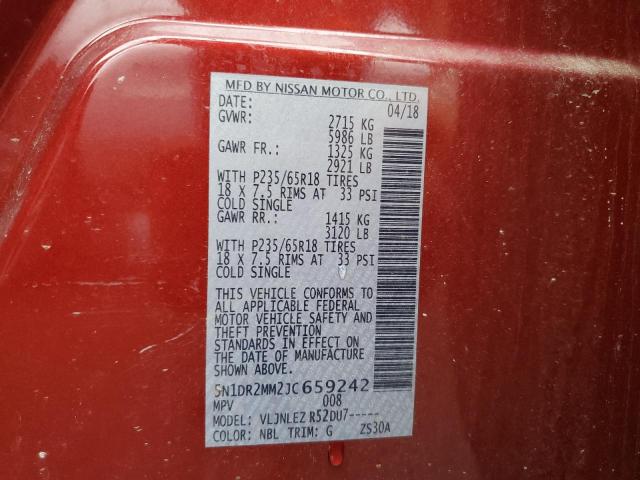 MFD BY NISSAN MOTOR CO., LTD.
DATE: 04/18
GVWR: 2715 KG
5986 LB
GAWR FR.: 1325 KG
2921 LB
WITH P235/65R18 TIRES
18 X 7.5 RIMS AT 33 PSI
COLD SINGLE
GAWR RR.: 1415 KG
3120 LB
WITH P235/65R18 TIRES
18 X 7.5 RIMS AT 33 PSI
COLD SINGLE
THIS VEHICLE CONFORMS TO
ALL APPLICABLE FEDERAL
MOTOR VEHICLE SAFETY AND
THEFT PREVENTION
STANDARDS IN EFFECT ON
THE DATE OF MANUFACTURE
SHOWN ABOVE.
5N1DR2MM2JC659242
MPV 008
MODEL: VLJNLEZ R52DU7-----
COLOR: NBL TRIM: G ZS30A